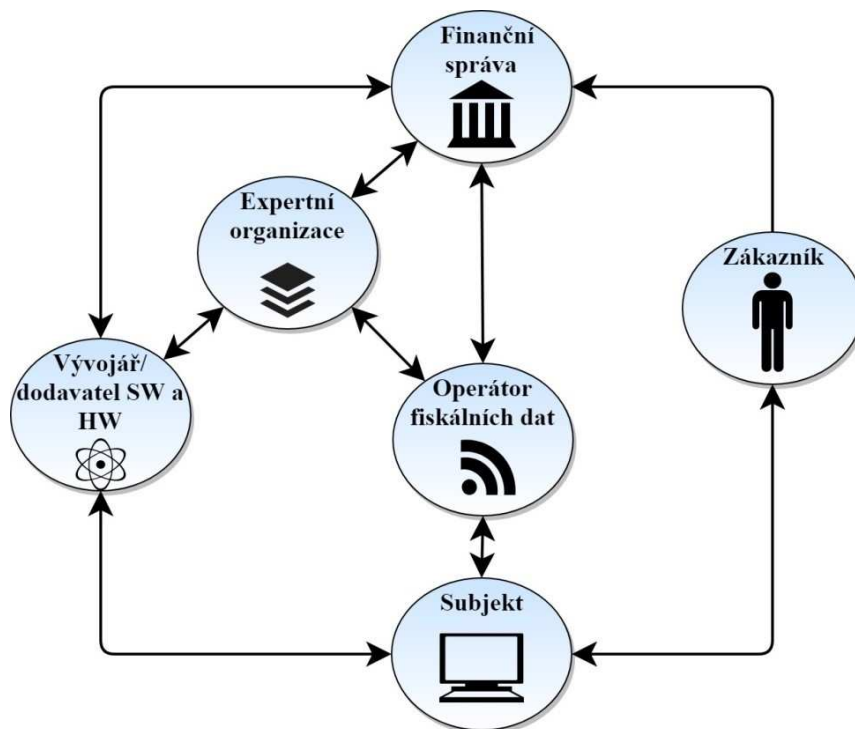 Finanční
správa
Expertní
organizace
Zákazník
Vývojář/
dodavatel SW a
HW
Operátor
fiskálních dat
Subjekt